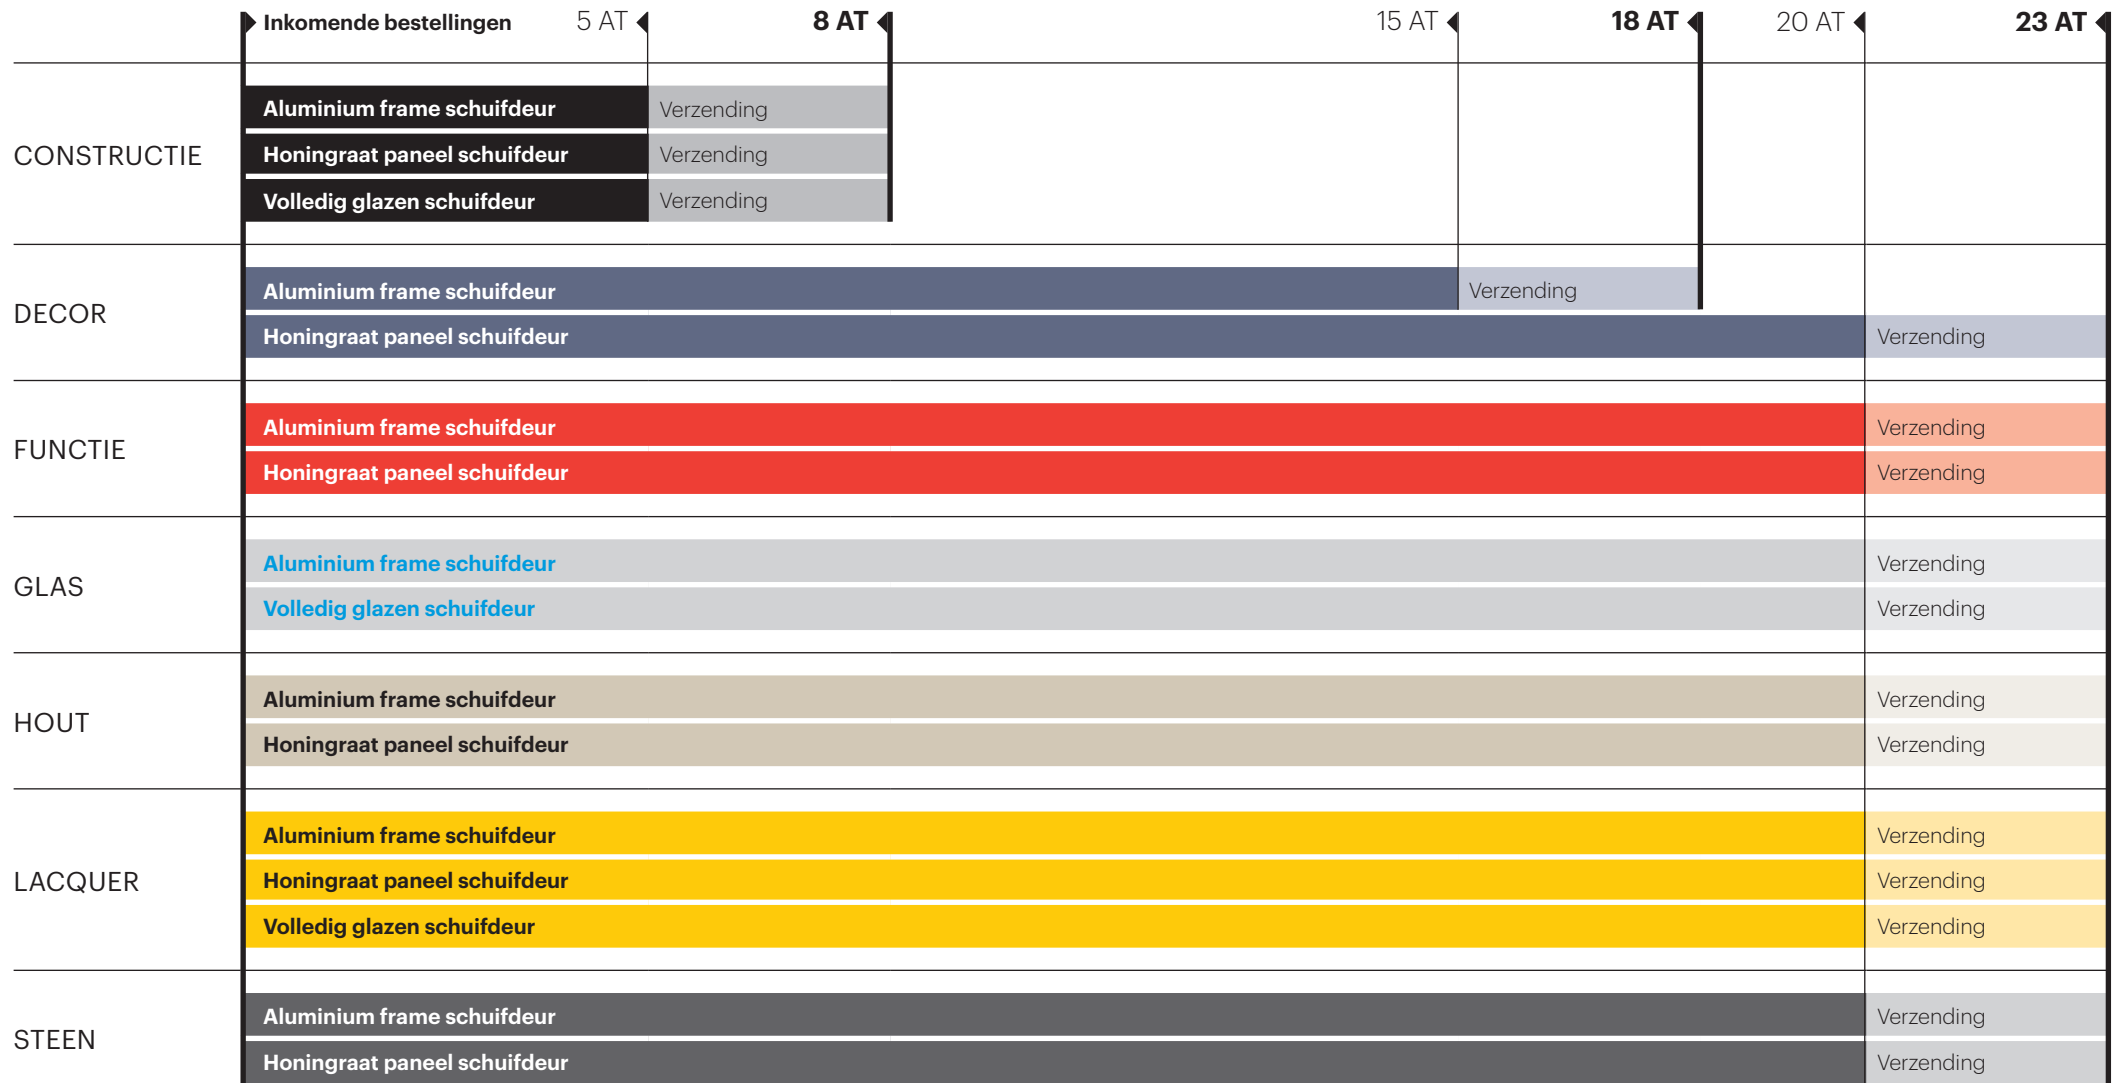 Inkomende bestellingen 5 AT 8 AT 15 AT 18 AT 20 AT 23 AT
CONSTRUCTIE
Aluminium frame schuifdeur Verzending
Honingraat paneel schuifdeur Verzending
Volledig glazen schuifdeur Verzending
DECOR
Aluminium frame schuifdeur Verzending
Honingraat paneel schuifdeur Verzending
FUNCTIE
Aluminium frame schuifdeur Verzending
Honingraat paneel schuifdeur Verzending
GLAS
Aluminium frame schuifdeur Verzending
Volledig glazen schuifdeur Verzending
HOUT
Aluminium frame schuifdeur Verzending
Honingraat paneel schuifdeur Verzending
LACQUER
Aluminium frame schuifdeur Verzending
Honingraat paneel schuifdeur Verzending
Volledig glazen schuifdeur Verzending
STEEN
Aluminium frame schuifdeur Verzending
Honingraat paneel schuifdeur Verzending